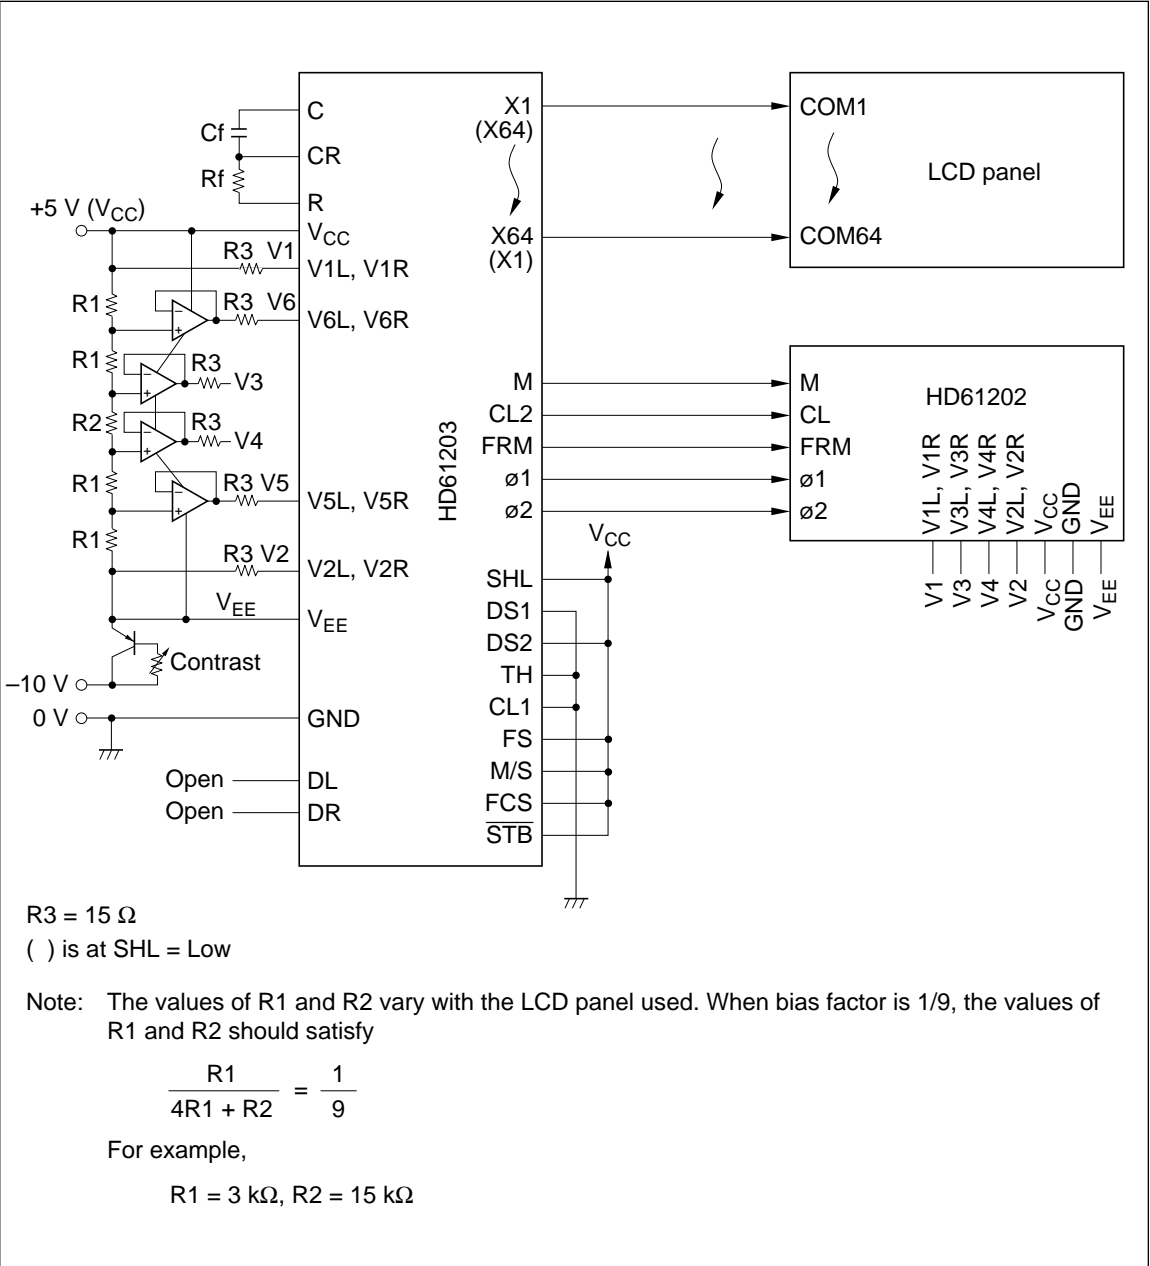 C
X1
(X64)
COM1
Cf
CR
Rf
R
LCD panel
+5 V (VCC)
VCC
X64
(X1)
COM64
R3 V1
V1L, V1R
R1
R3 V6
V6L, V6R
R1
R3
V3
M
M
HD61202
R2
R3
V4
CL2
CL
HD61203
FRM
FRM
R1
R3 V5
V5L, V5R
ø1
ø1
ø2
ø2
V1L, V1R
V3L, V3R
V4L, V4R
V2L, V2R
VCC
GND
VEE
R1
R3 V2
V2L, V2R
VCC
V1
V3
V4
V2
VCC
GND
VEE
SHL
VEE
VEE
DS1
DS2
Contrast
TH
–10 V
CL1
0 V
GND
FS
M/S
Open
DL
FCS
Open
DR
STB
R3 = 15 Ω
( ) is at SHL = Low
Note: The values of R1 and R2 vary with the LCD panel used. When bias factor is 1/9, the values of
R1 and R2 should satisfy
R1
4R1 + R2
=
1
9
For example,
R1 = 3 kΩ, R2 = 15 kΩ